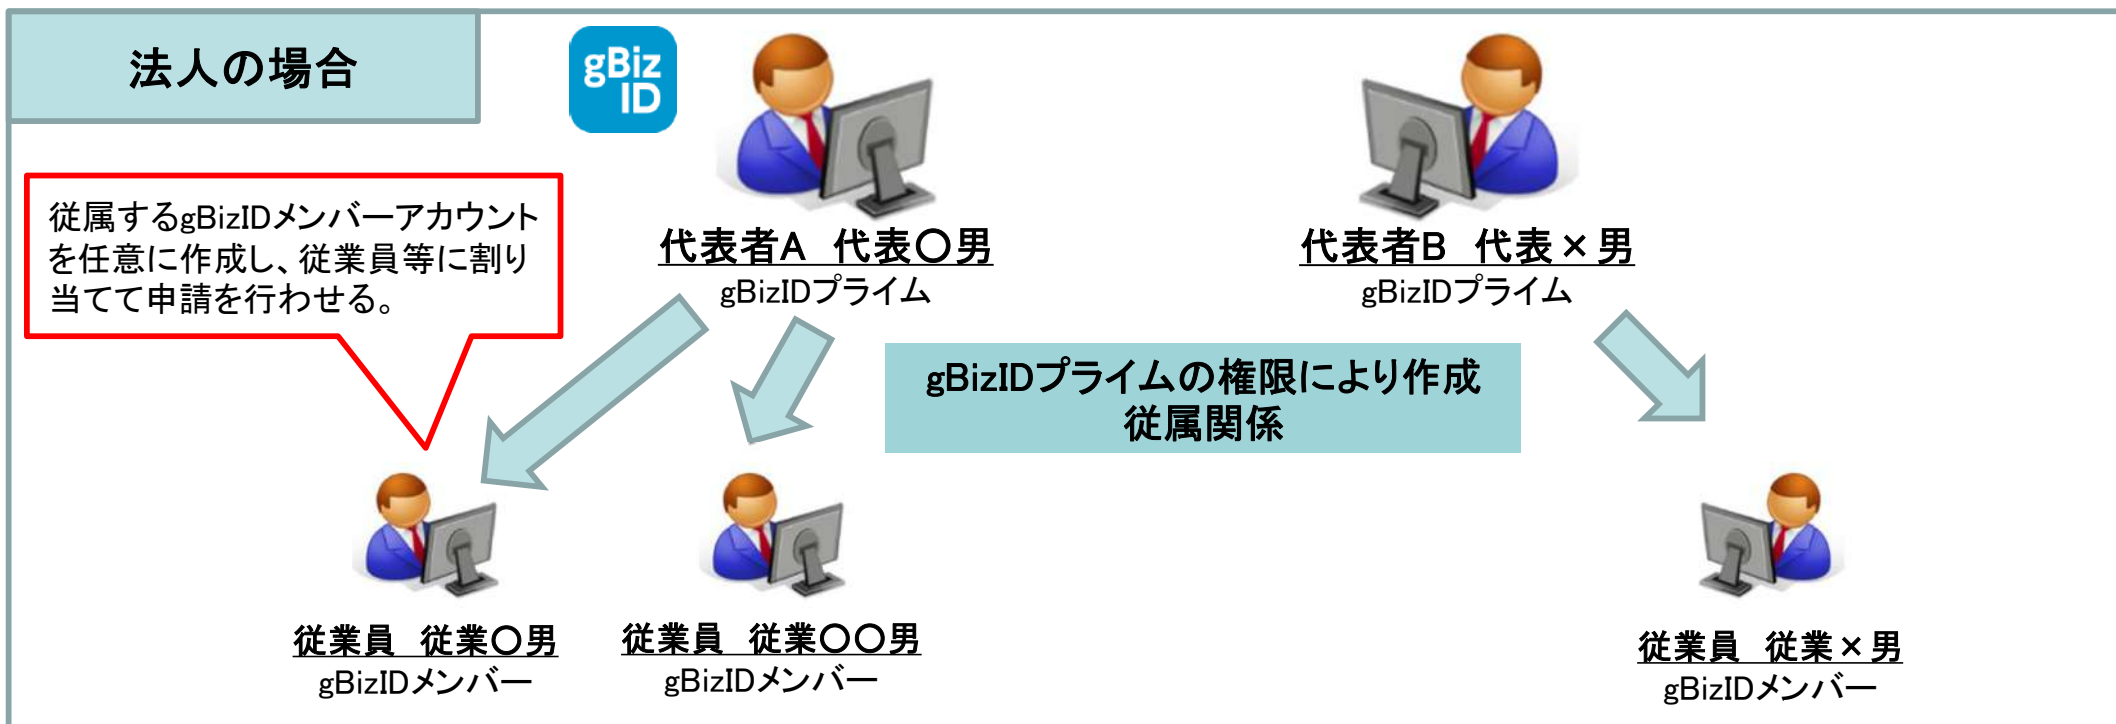 法人の場合
gBiz
ID
従属するgBizIDメンバーアカウント
を任意に作成し、従業員等に割り
当てて申請を行わせる。
代表者A　代表〇男
gBizIDプライム
代表者B　代表×男
gBizIDプライム
gBizIDプライムの権限により作成
従属関係
従業員　従業〇男
gBizIDメンバー
従業員　従業〇〇男
gBizIDメンバー
従業員　従業×男
gBizIDメンバー